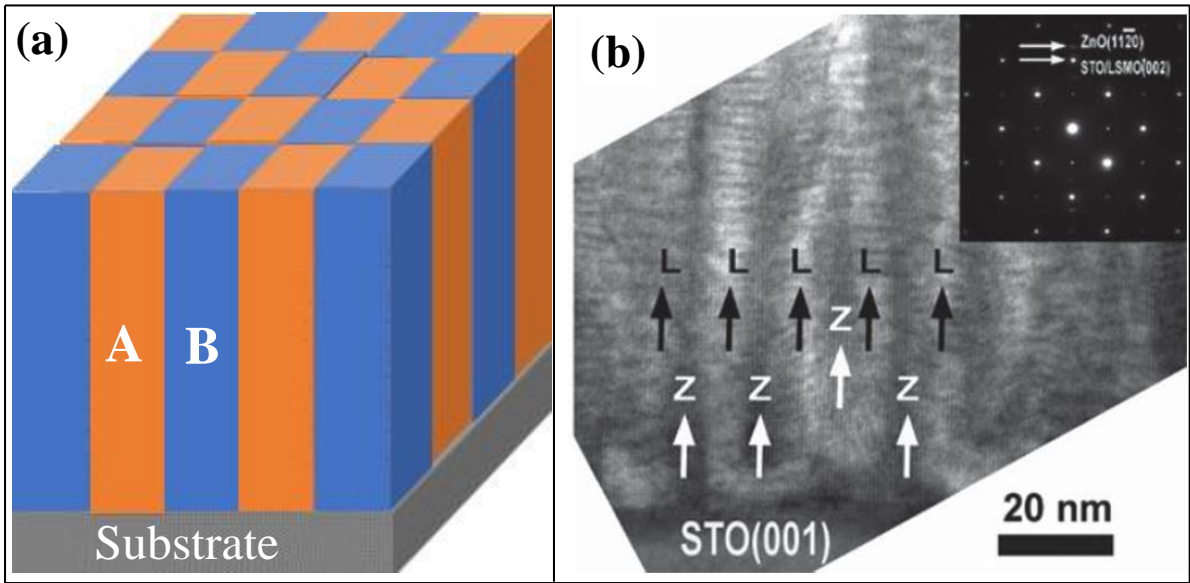 (a)
A B
Substrate
(b)
ZnO(11$\bar{2}$0)
STO/LSMO(002)
L L L L L
Z
Z Z Z
STO(001)
20 nm